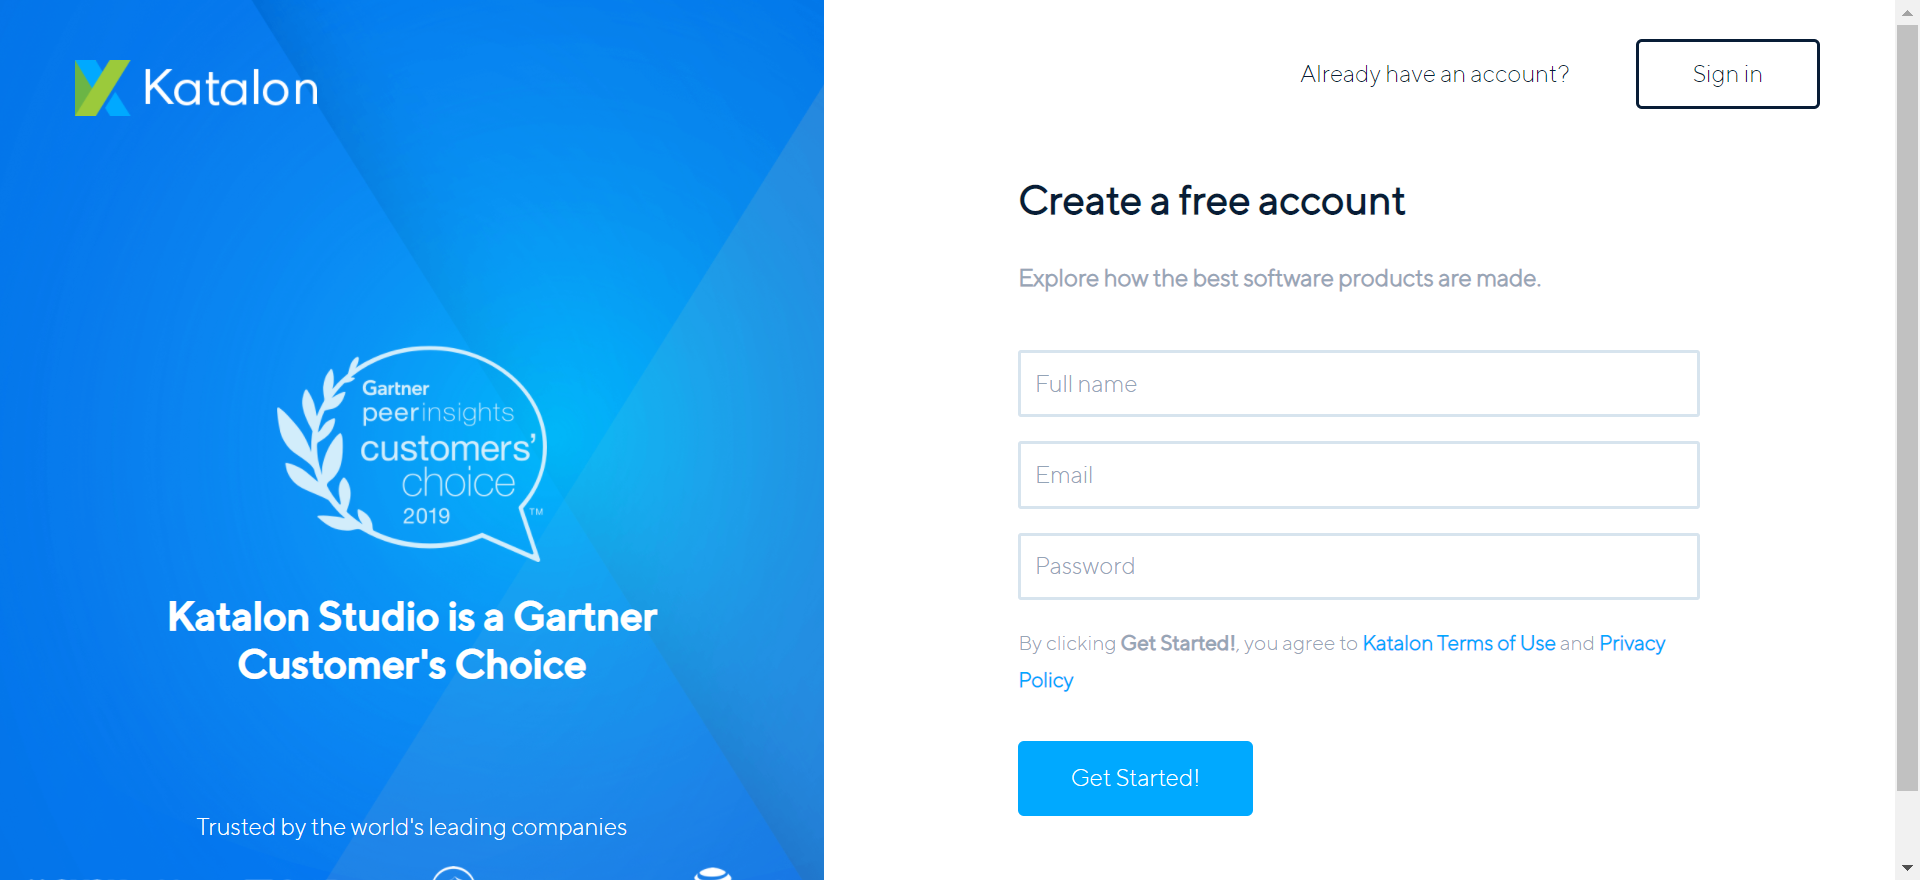 Katalon
Already have an account?
Sign in
Create a free account
Explore how the best software products are made.
Full name
Email
Password
By clicking Get Started!, you agree to Katalon Terms of Use and Privacy
Policy
Get Started!
Gartner
peerinsights
customers'
choice
2019
TM
Katalon Studio is a Gartner
Customer's Choice
Trusted by the world's leading companies